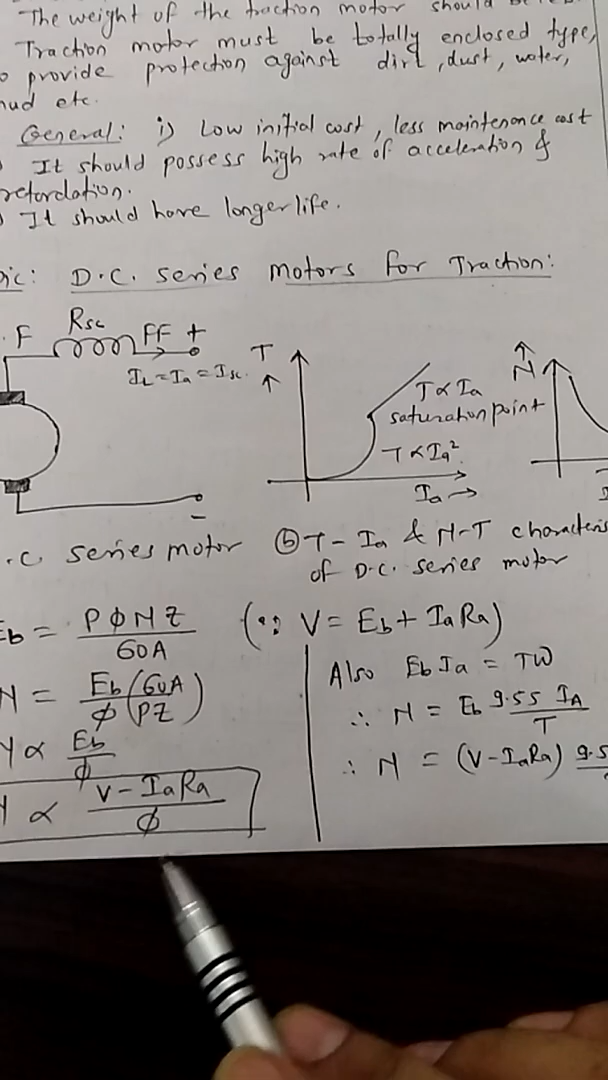 The weight of the traction motor should be
Traction motor must be totally enclosed type,
provide protection against dirt, dust, water,
mud etc.
General: i) Low initial cost, less maintenance cost
It should possess high rate of acceleration &
retardation.
It should have longer life.
ic: D.C. series motors for Traction:
F Rsc FF +
IL = Ia = Isc.
T
T ∝ Ia
saturation point
T ∝ Ia²
Ia →
N
-
.C. series motor (b) T - Ia & N-T characteris
of D.C. series motor
Eb = PΦNZ / 60A (∵ V = Eb + IaRa)
N = Eb/Φ (60A/PZ)
N ∝ Eb/Φ
N ∝ V - IaRa / Φ
Also Eb Ia = TW
∴ N = Eb 9.55 IA / T
∴ N = (V - IaRa) 9.5